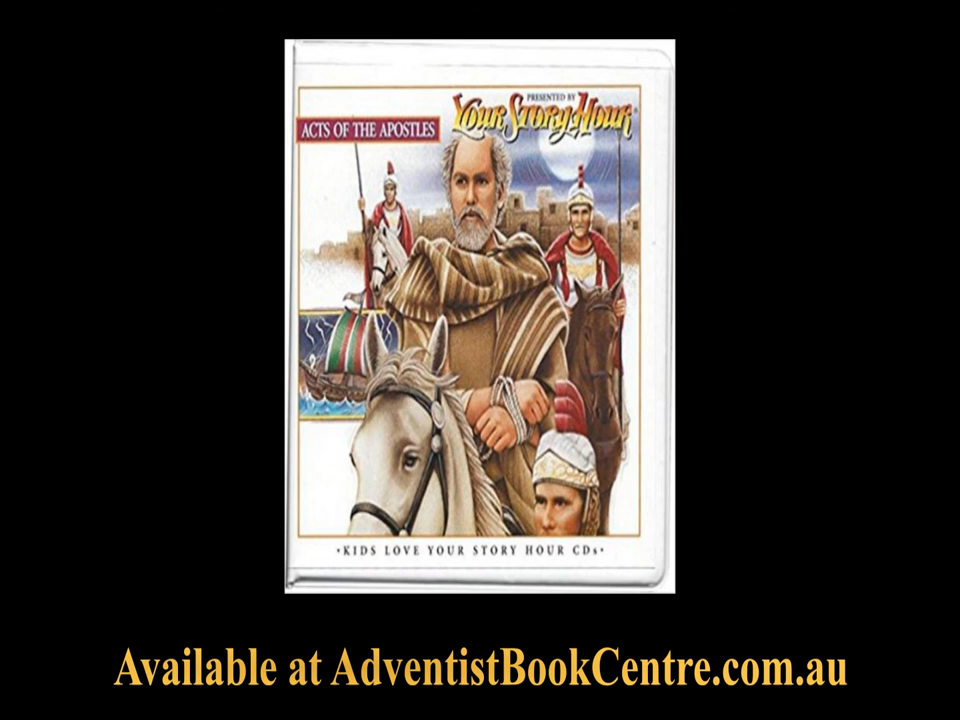 PRESENTED BY
YOUR STORY HOUR®
ACTS OF THE APOSTLES
•KIDS LOVE YOUR STORY HOUR CDs•
Available at AdventistBookCentre.com.au